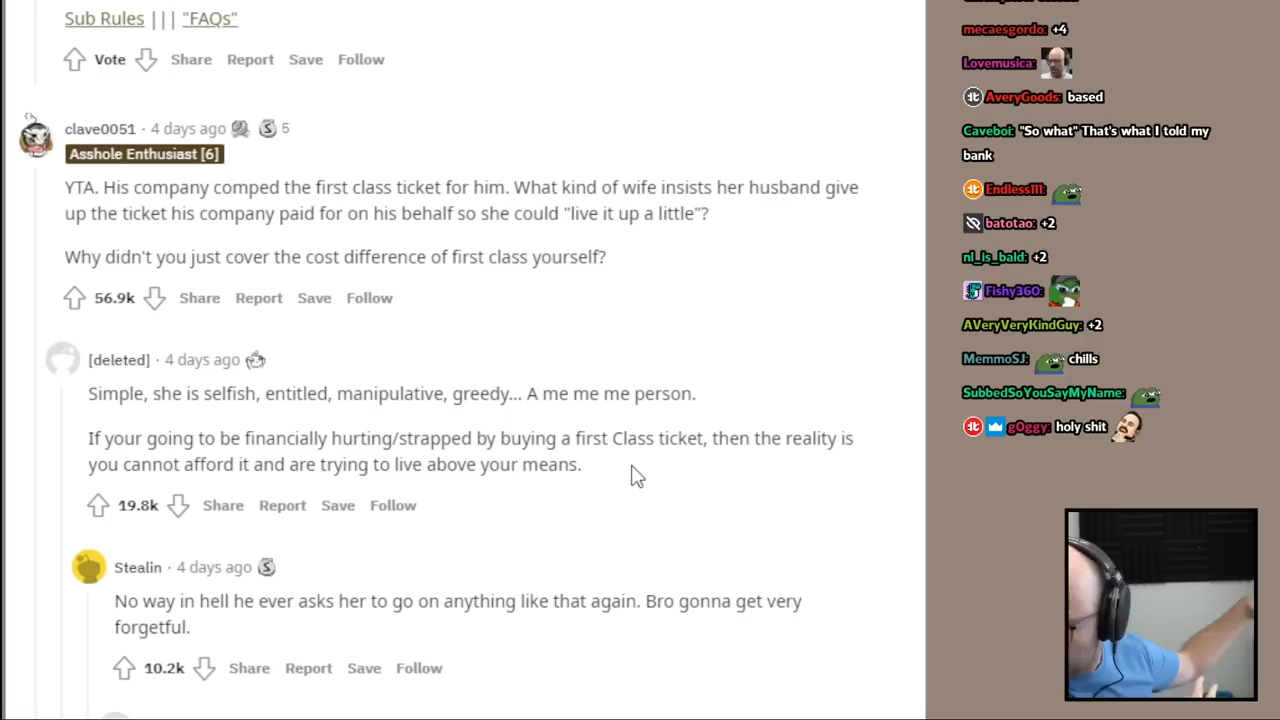 Sub Rules ||| "FAQs"
Vote Share Report Save Follow
clave0051 · 4 days ago 5
Asshole Enthusiast [6]
YTA. His company comped the first class ticket for him. What kind of wife insists her husband give
up the ticket his company paid for on his behalf so she could "live it up a little"?
Why didn't you just cover the cost difference of first class yourself?
56.9k Share Report Save Follow
[deleted] · 4 days ago
Simple, she is selfish, entitled, manipulative, greedy... A me me me person.
If your going to be financially hurting/strapped by buying a first Class ticket, then the reality is
you cannot afford it and are trying to live above your means.
19.8k Share Report Save Follow
Stealin · 4 days ago
No way in hell he ever asks her to go on anything like that again. Bro gonna get very
forgetful.
10.2k Share Report Save Follow
mecaesgordo: +4
Lovemusica:
AveryGoods: based
Caveboi: "So what" That's what I told my
bank
Endless111:
batotao: +2
nl_is_bald: +2
Fishy360:
AVeryVeryKindGuy: +2
MemmoSJ: chills
SubbedSoYouSayMyName:
g0ggy: holy shit